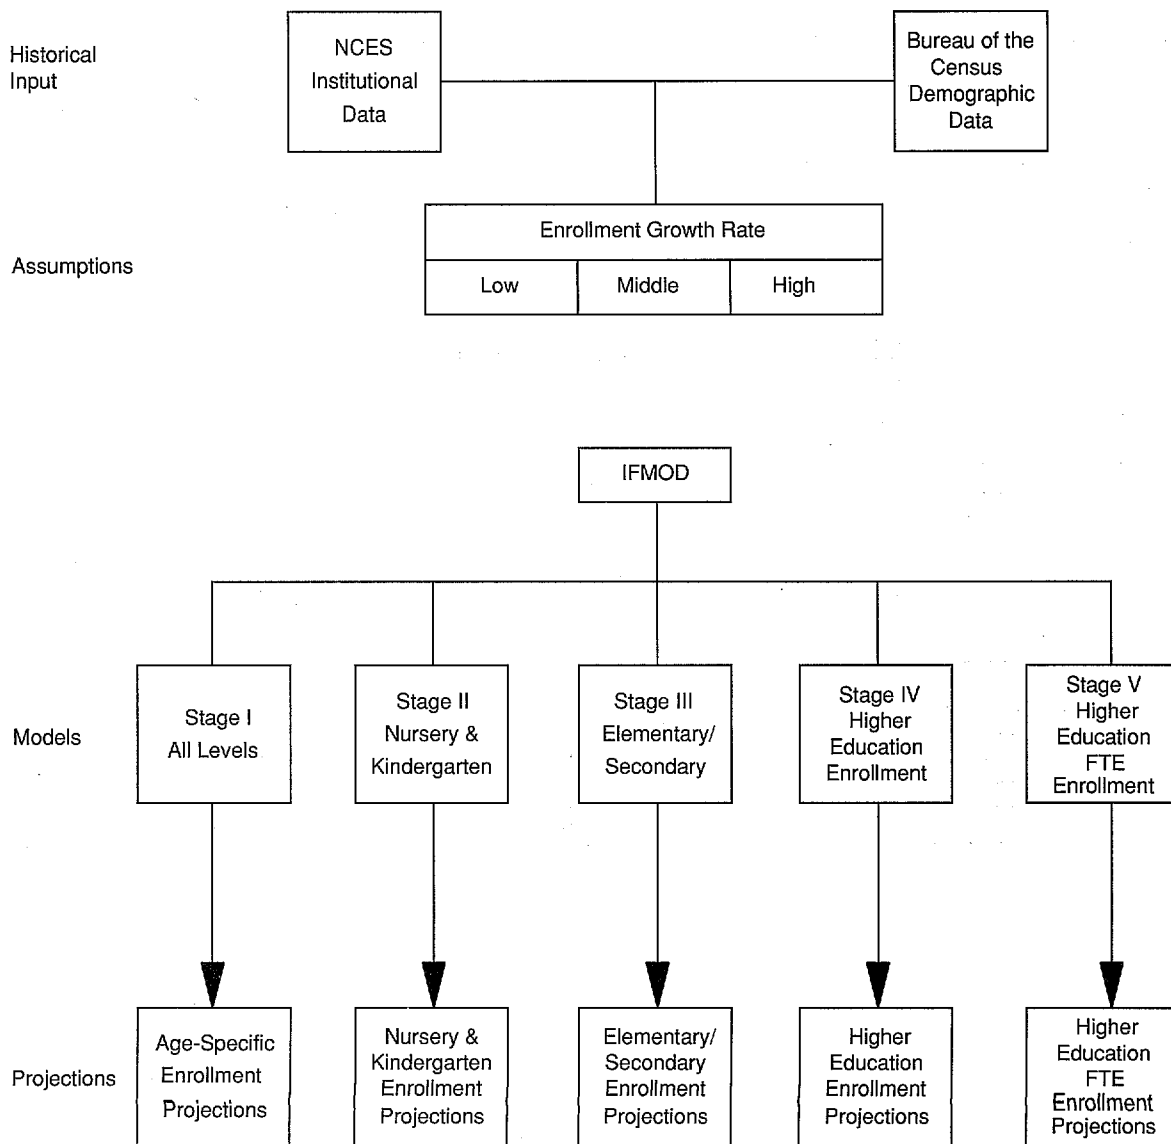 Historical
Input
NCES
Institutional
Data
Bureau of the
Census
Demographic
Data
Assumptions
Enrollment Growth Rate
Low
Middle
High
IFMOD
Models
Stage I
All Levels
Stage II
Nursery &
Kindergarten
Stage III
Elementary/
Secondary
Stage IV
Higher
Education
Enrollment
Stage V
Higher
Education
FTE
Enrollment
Projections
Age-Specific
Enrollment
Projections
Nursery &
Kindergarten
Enrollment
Projections
Elementary/
Secondary
Enrollment
Projections
Higher
Education
Enrollment
Projections
Higher
Education
FTE
Enrollment
Projections